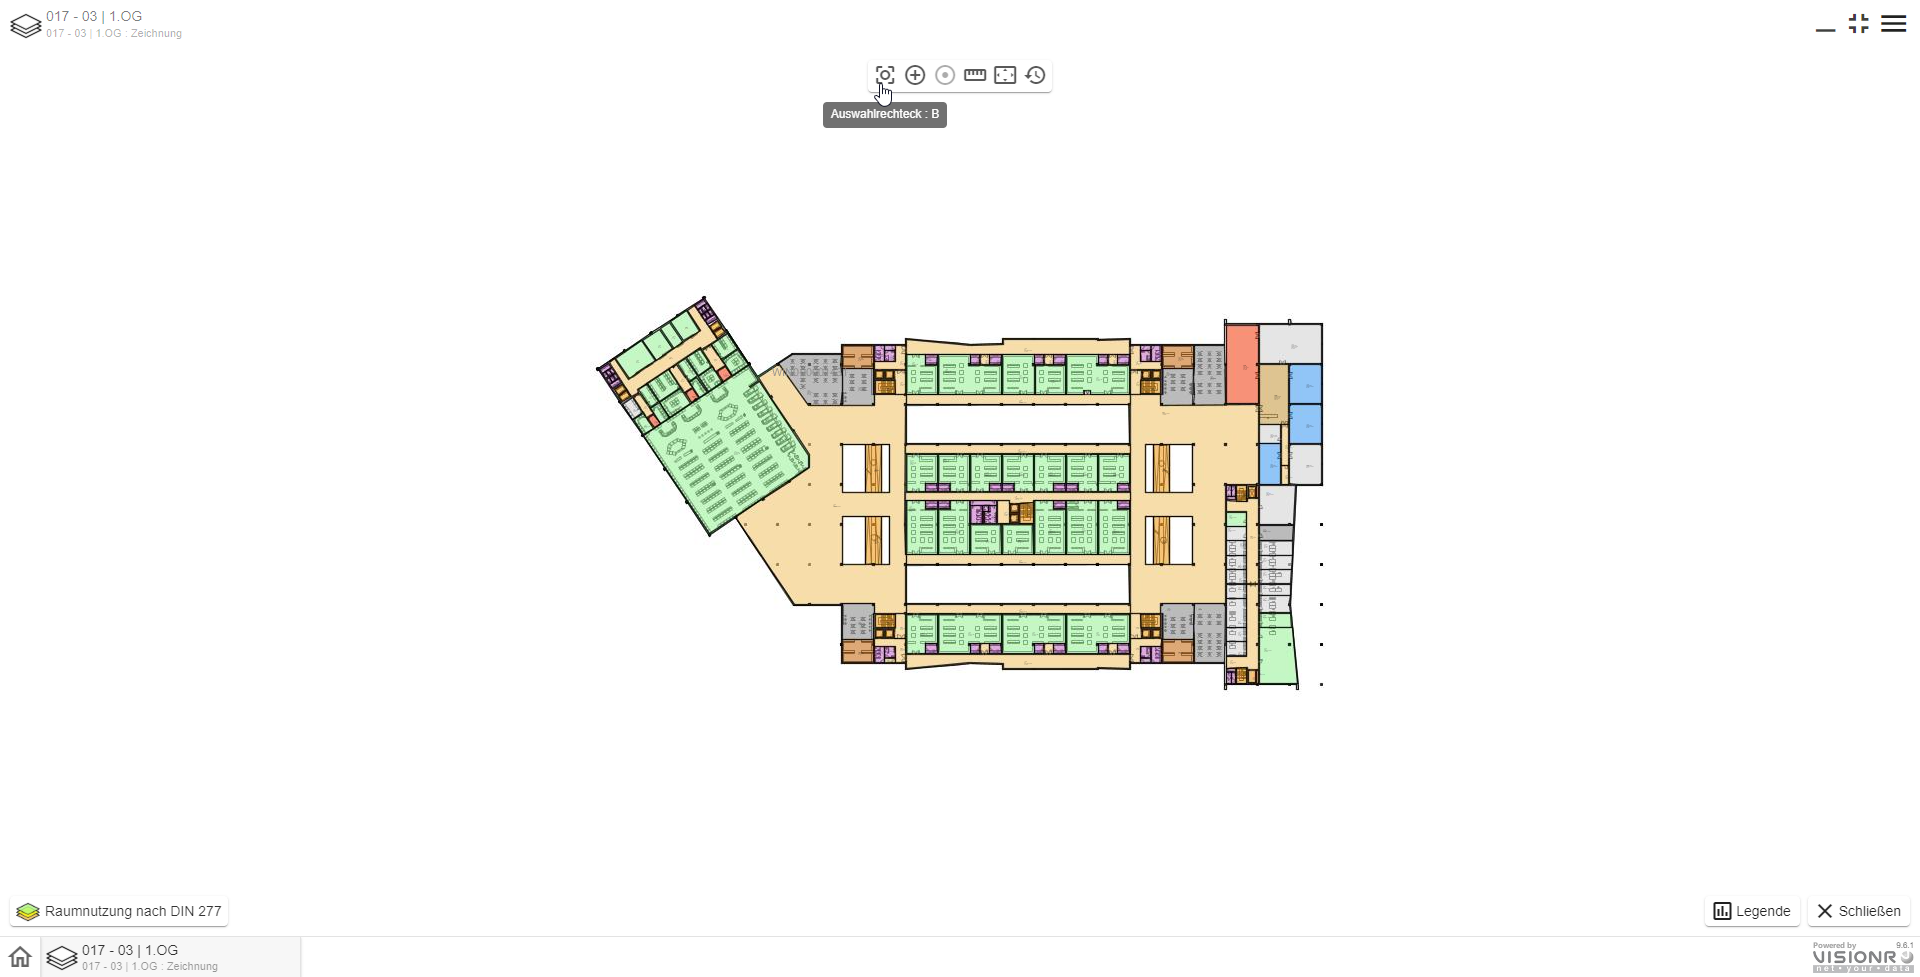 017 - 03 | 1.OG
017 - 03 | 1.OG : Zeichnung
Auswahlrechteck : B
Raumnutzung nach DIN 277
Legende
Schließen
017 - 03 | 1.OG
017 - 03 | 1.OG : Zeichnung
Powered by 9.6.1
VISIONR
net • your • data